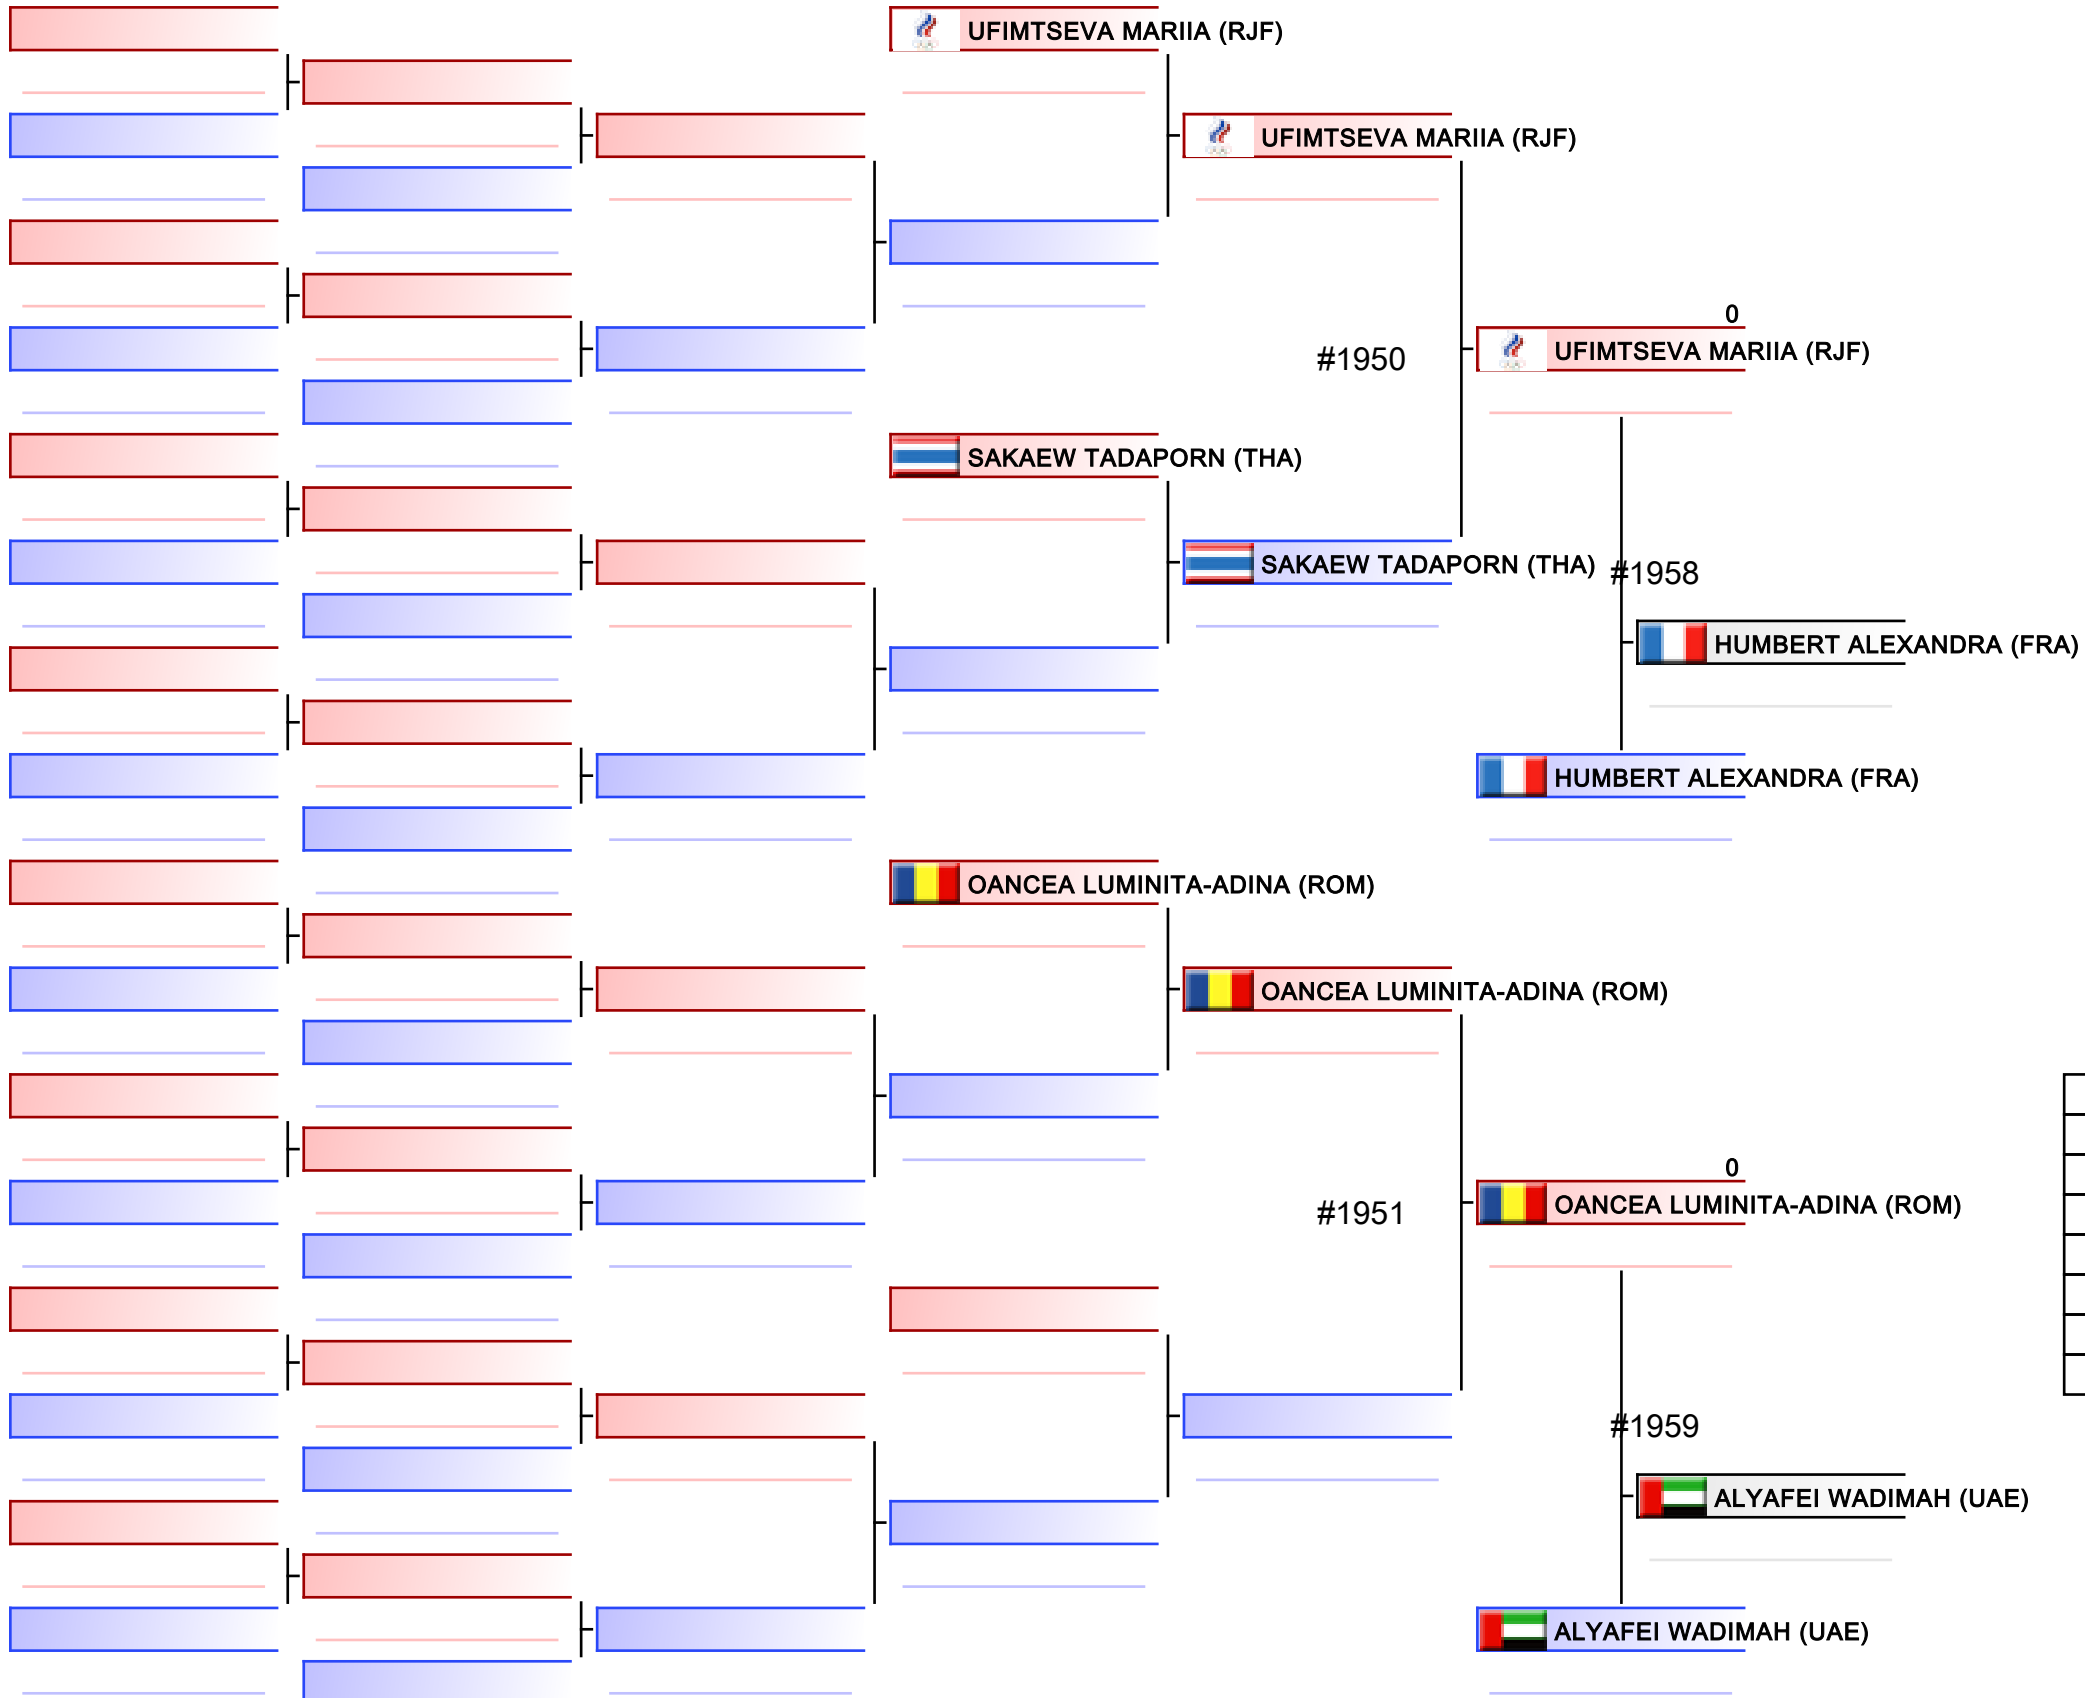 UFIMTSEVA MARIIA (RJF)
UFIMTSEVA MARIIA (RJF)
0
UFIMTSEVA MARIIA (RJF)
#1950
SAKAEW TADAPORN (THA)
SAKAEW TADAPORN (THA)
#1958
HUMBERT ALEXANDRA (FRA)
HUMBERT ALEXANDRA (FRA)
OANCEA LUMINITA-ADINA (ROM)
OANCEA LUMINITA-ADINA (ROM)
0
OANCEA LUMINITA-ADINA (ROM)
#1951
#1959
ALYAFEI WADIMAH (UAE)
ALYAFEI WADIMAH (UAE)